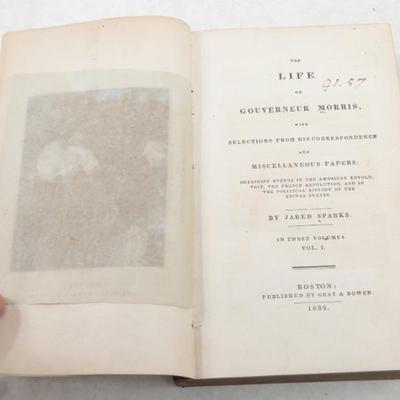 THE
LIFE
OF
91.57
GOUVERNEUR MORRIS,
WITH
SELECTIONS FROM HIS CORRESPONDENCE
AND
MISCELLANEOUS PAPERS;
DETAILING EVENTS IN THE AMERICAN REVOLU-
TION, THE FRENCH REVOLUTION, AND IN
THE POLITICAL HISTORY OF THE
UNITED STATES.
BY JARED SPARKS.
IN THREE VOLUMES.
VOL. I.
BOSTON:
PUBLISHED BY GRAY & BOWEN.
1832.